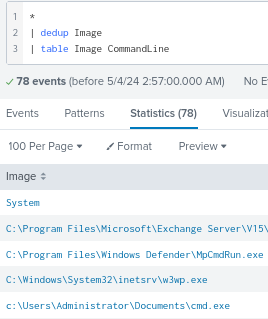 1 *
2 | dedup Image
3 | table Image CommandLine
✓ 78 events (before 5/4/24 2:57:00.000 AM) No E
Events Patterns Statistics (78) Visualizat
100 Per Page Format Preview
Image
System
C:\Program Files\Microsoft\Exchange Server\V15\
C:\Program Files\Windows Defender\MpCmdRun.exe
C:\Windows\System32\inetsrv\w3wp.exe
c:\Users\Administrator\Documents\cmd.exe